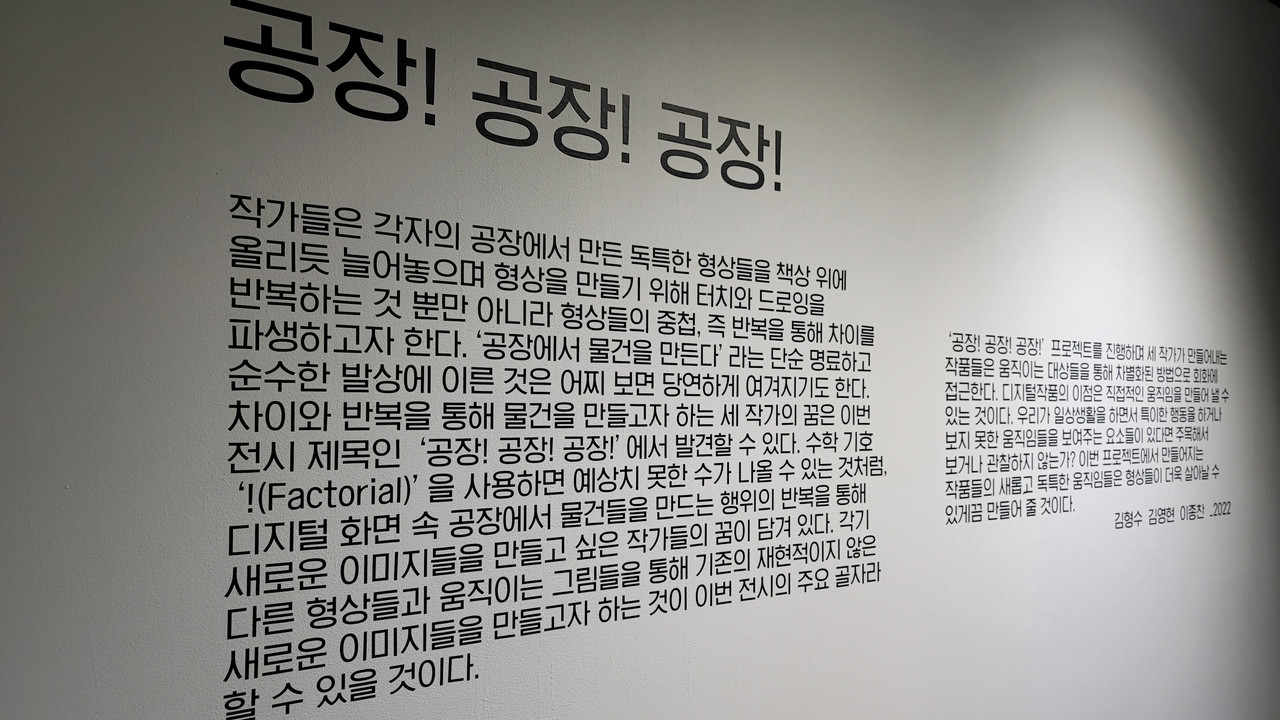 공장! 공장! 공장!
작가들은 각자의 공장에서 만든 독특한 형상들을 책상 위에
올리듯 늘어놓으며 형상을 만들기 위해 터치와 드로잉을
반복하는 것 뿐만 아니라 형상들의 중첩, 즉 반복을 통해 차이를
파생하고자 한다. ‘공장에서 물건을 만든다’ 라는 단순 명료하고
순수한 발상에 이른 것은 어찌 보면 당연하게 여겨지기도 한다.
차이와 반복을 통해 물건을 만들고자 하는 세 작가의 꿈은 이번
전시 제목인 ‘공장! 공장! 공장!’ 에서 발견할 수 있다. 수학 기호
‘!(Factorial)’ 을 사용하면 예상치 못한 수가 나올 수 있는 것처럼,
디지털 화면 속 공장에서 물건들을 만드는 행위의 반복을 통해
새로운 이미지들을 만들고 싶은 작가들의 꿈이 담겨 있다. 각기
다른 형상들과 움직이는 그림들을 통해 기존의 재현적이지 않은
새로운 이미지들을 만들고자 하는 것이 이번 전시의 주요 골자라
할 수 있을 것이다.
‘공장! 공장! 공장!’ 프로젝트를 진행하며 세 작가가 만들어내는
작품들은 움직이는 대상들을 통해 차별화된 방법으로 회화에
접근한다. 디지털작품의 이점은 직접적인 움직임을 만들어 낼 수
있는 것이다. 우리가 일상생활을 하면서 특이한 행동을 하거나
보지 못한 움직임들을 보여주는 요소들이 있다면 주목해서
보거나 관찰하지 않는가? 이번 프로젝트에서 만들어지는
작품들의 새롭고 독특한 움직임들은 형상들이 더욱 살아날 수
있게끔 만들어 줄 것이다.
김형수 김영현 이종찬 _2022